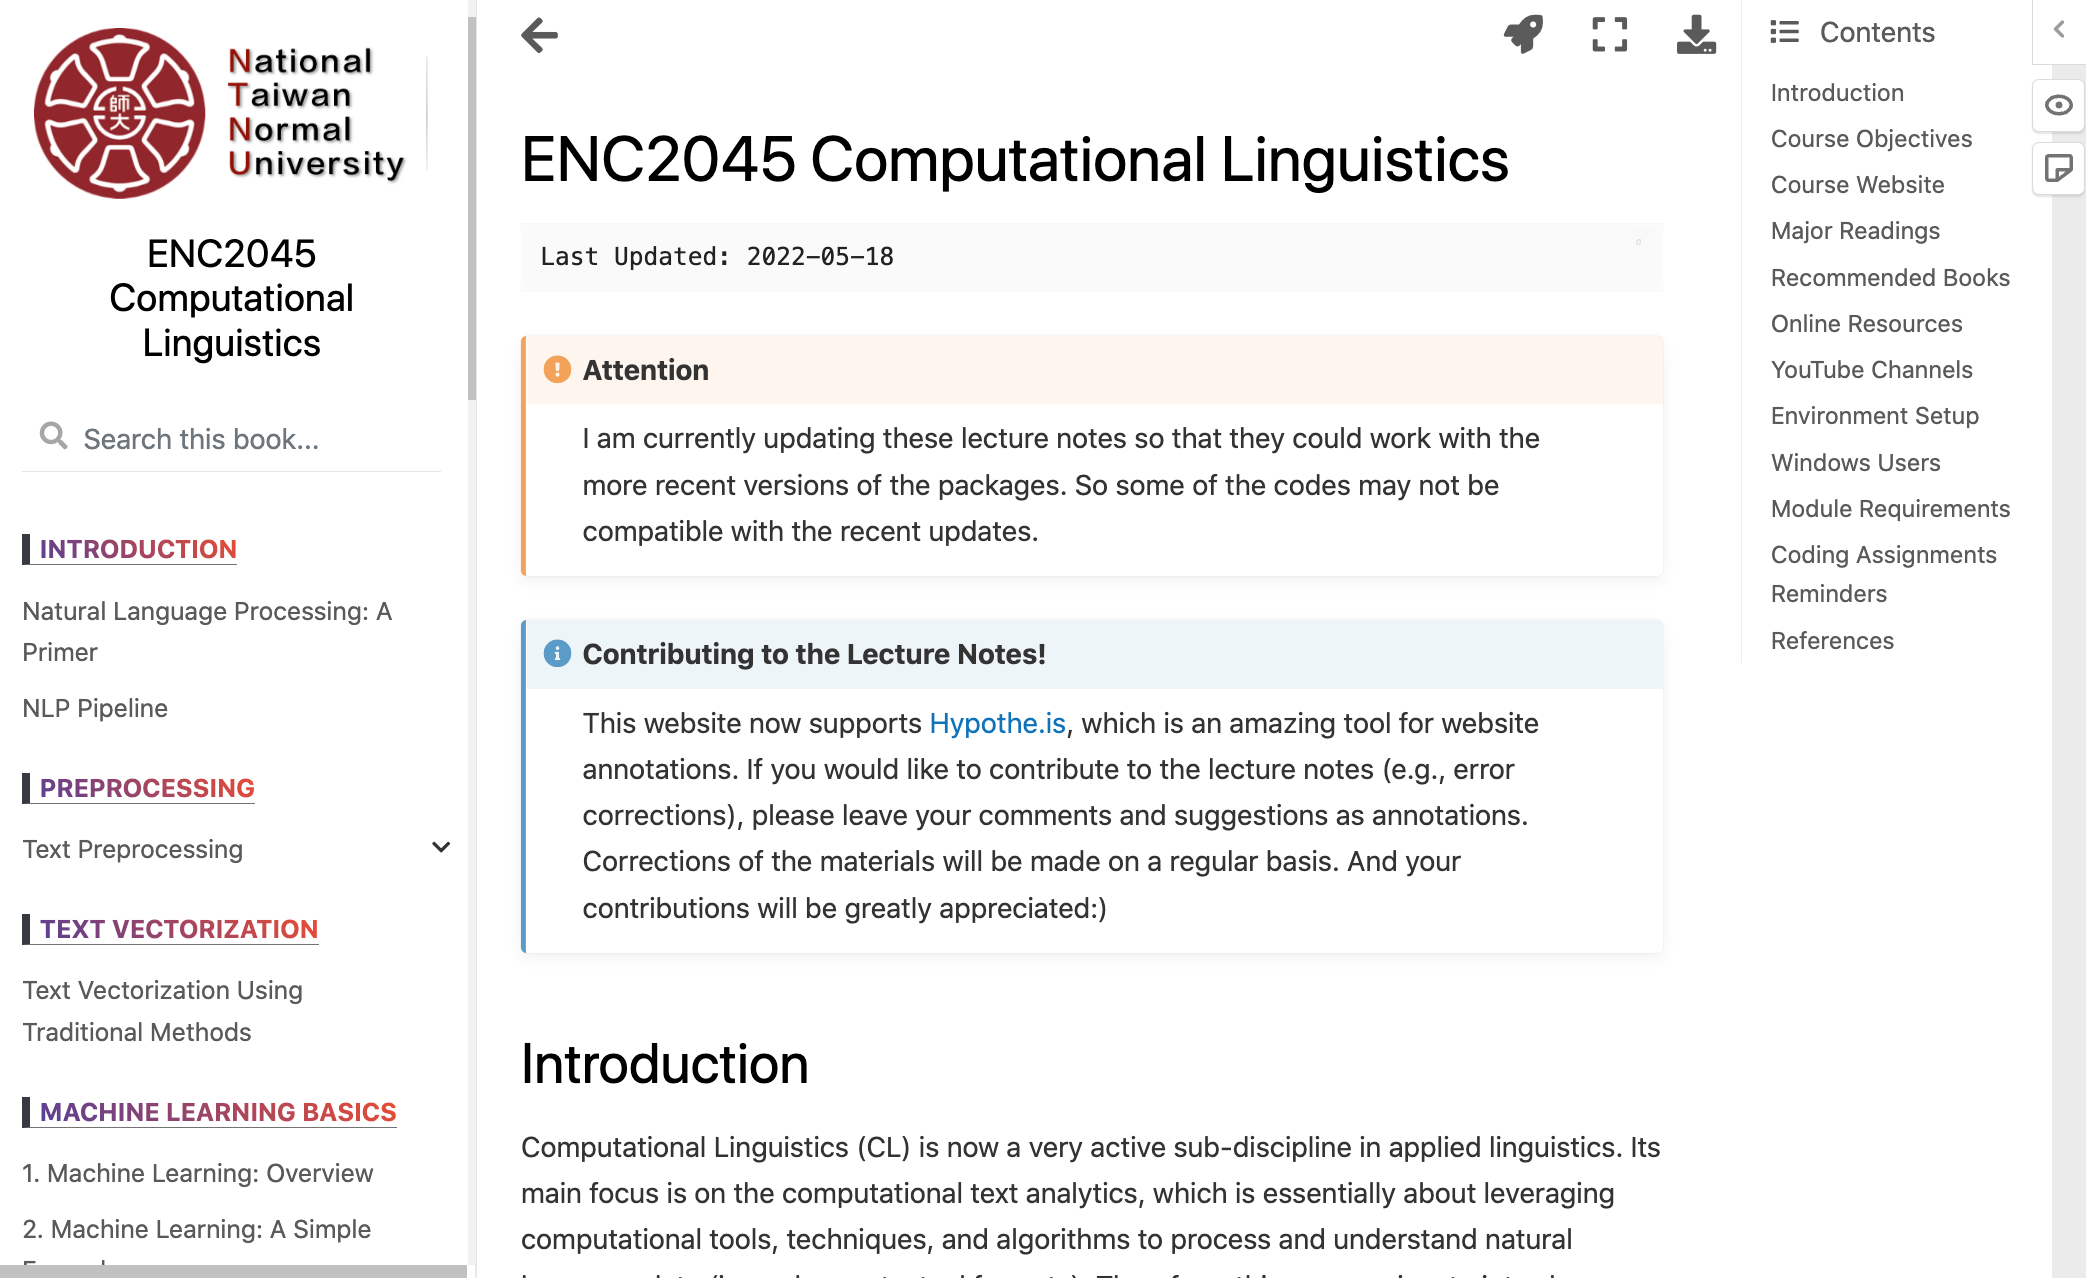 師
大
National
Taiwan
Normal
University
ENC2045
Computational
Linguistics
Search this book...
INTRODUCTION
Natural Language Processing: A
Primer
NLP Pipeline
PREPROCESSING
Text Preprocessing
TEXT VECTORIZATION
Text Vectorization Using
Traditional Methods
MACHINE LEARNING BASICS
1. Machine Learning: Overview
2. Machine Learning: A Simple
ENC2045 Computational Linguistics
Last Updated: 2022-05-18
Attention
I am currently updating these lecture notes so that they could work with the
more recent versions of the packages. So some of the codes may not be
compatible with the recent updates.
Contributing to the Lecture Notes!
This website now supports Hypothe.is, which is an amazing tool for website
annotations. If you would like to contribute to the lecture notes (e.g., error
corrections), please leave your comments and suggestions as annotations.
Corrections of the materials will be made on a regular basis. And your
contributions will be greatly appreciated:)
Introduction
Computational Linguistics (CL) is now a very active sub-discipline in applied linguistics. Its
main focus is on the computational text analytics, which is essentially about leveraging
computational tools, techniques, and algorithms to process and understand natural
Contents
Introduction
Course Objectives
Course Website
Major Readings
Recommended Books
Online Resources
YouTube Channels
Environment Setup
Windows Users
Module Requirements
Coding Assignments
Reminders
References